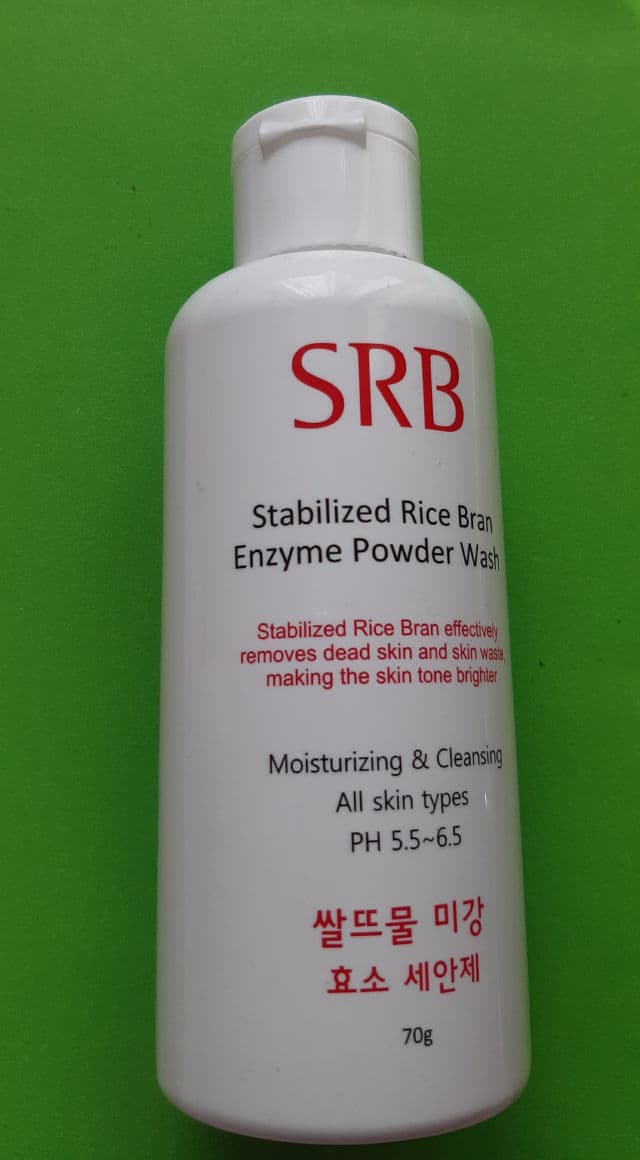 SRB
Stabilized Rice Bran
Enzyme Powder Wash
Stabilized Rice Bran effectively
removes dead skin and skin waste,
making the skin tone brighter
Moisturizing & Cleansing
All skin types
PH 5.5~6.5
쌀뜨물 미강
효소 세안제
70g